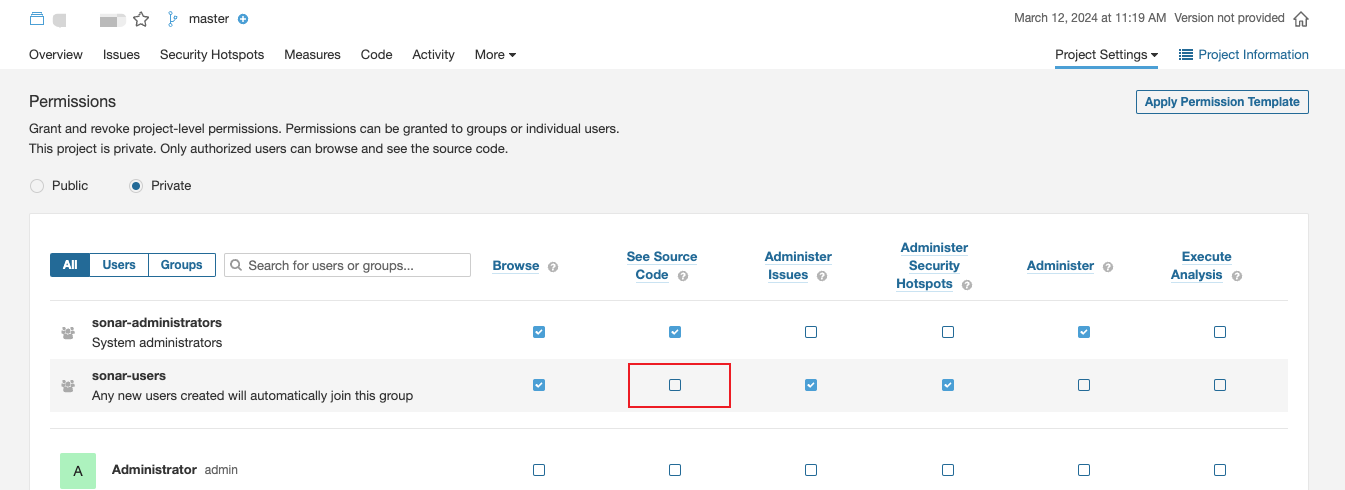 master
March 12, 2024 at 11:19 AM Version not provided
Overview Issues Security Hotspots Measures Code Activity More
Project Settings Project Information
Permissions
Apply Permission Template
Grant and revoke project-level permissions. Permissions can be granted to groups or individual users.
This project is private. Only authorized users can browse and see the source code.
Public Private
All Users Groups Search for users or groups...
Browse ?
See Source
Code ?
Administer
Issues ?
Administer
Security
Hotspots ?
Administer ?
Execute
Analysis ?
sonar-administrators
System administrators
sonar-users
Any new users created will automatically join this group
A Administrator admin